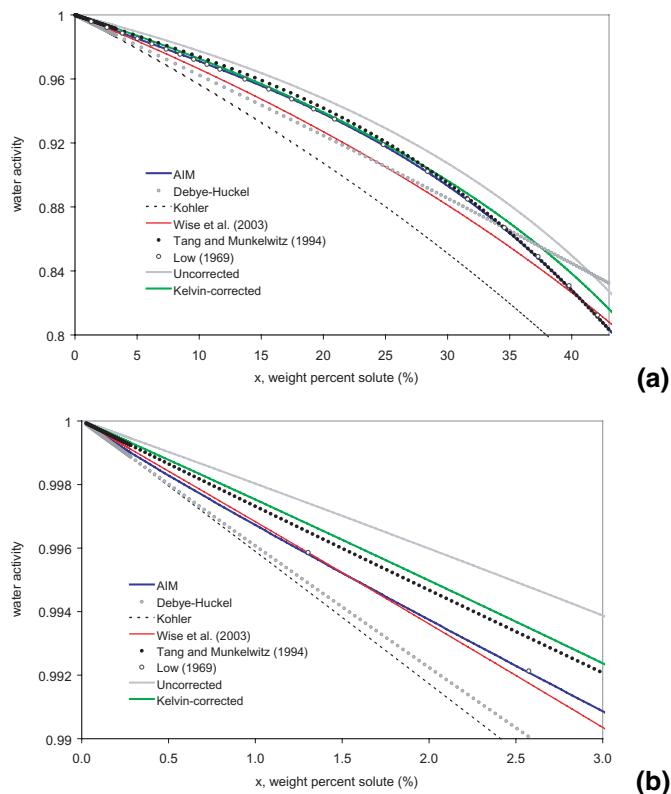 1
0.96
0.92
0.88
0.84
0.8
water activity
AIM
Debye-Huckel
Kohler
Wise et al. (2003)
Tang and Munkelwitz (1994)
Low (1969)
Uncorrected
Kelvin-corrected
0 5 10 15 20 25 30 35 40
x, weight percent solute (%)
(a)
1
0.998
0.996
0.994
0.992
0.99
water activity
AIM
Debye-Huckel
Kohler
Wise et al. (2003)
Tang and Munkelwitz (1994)
Low (1969)
Uncorrected
Kelvin-corrected
0.0 0.5 1.0 1.5 2.0 2.5 3.0
x, weight percent solute (%)
(b)